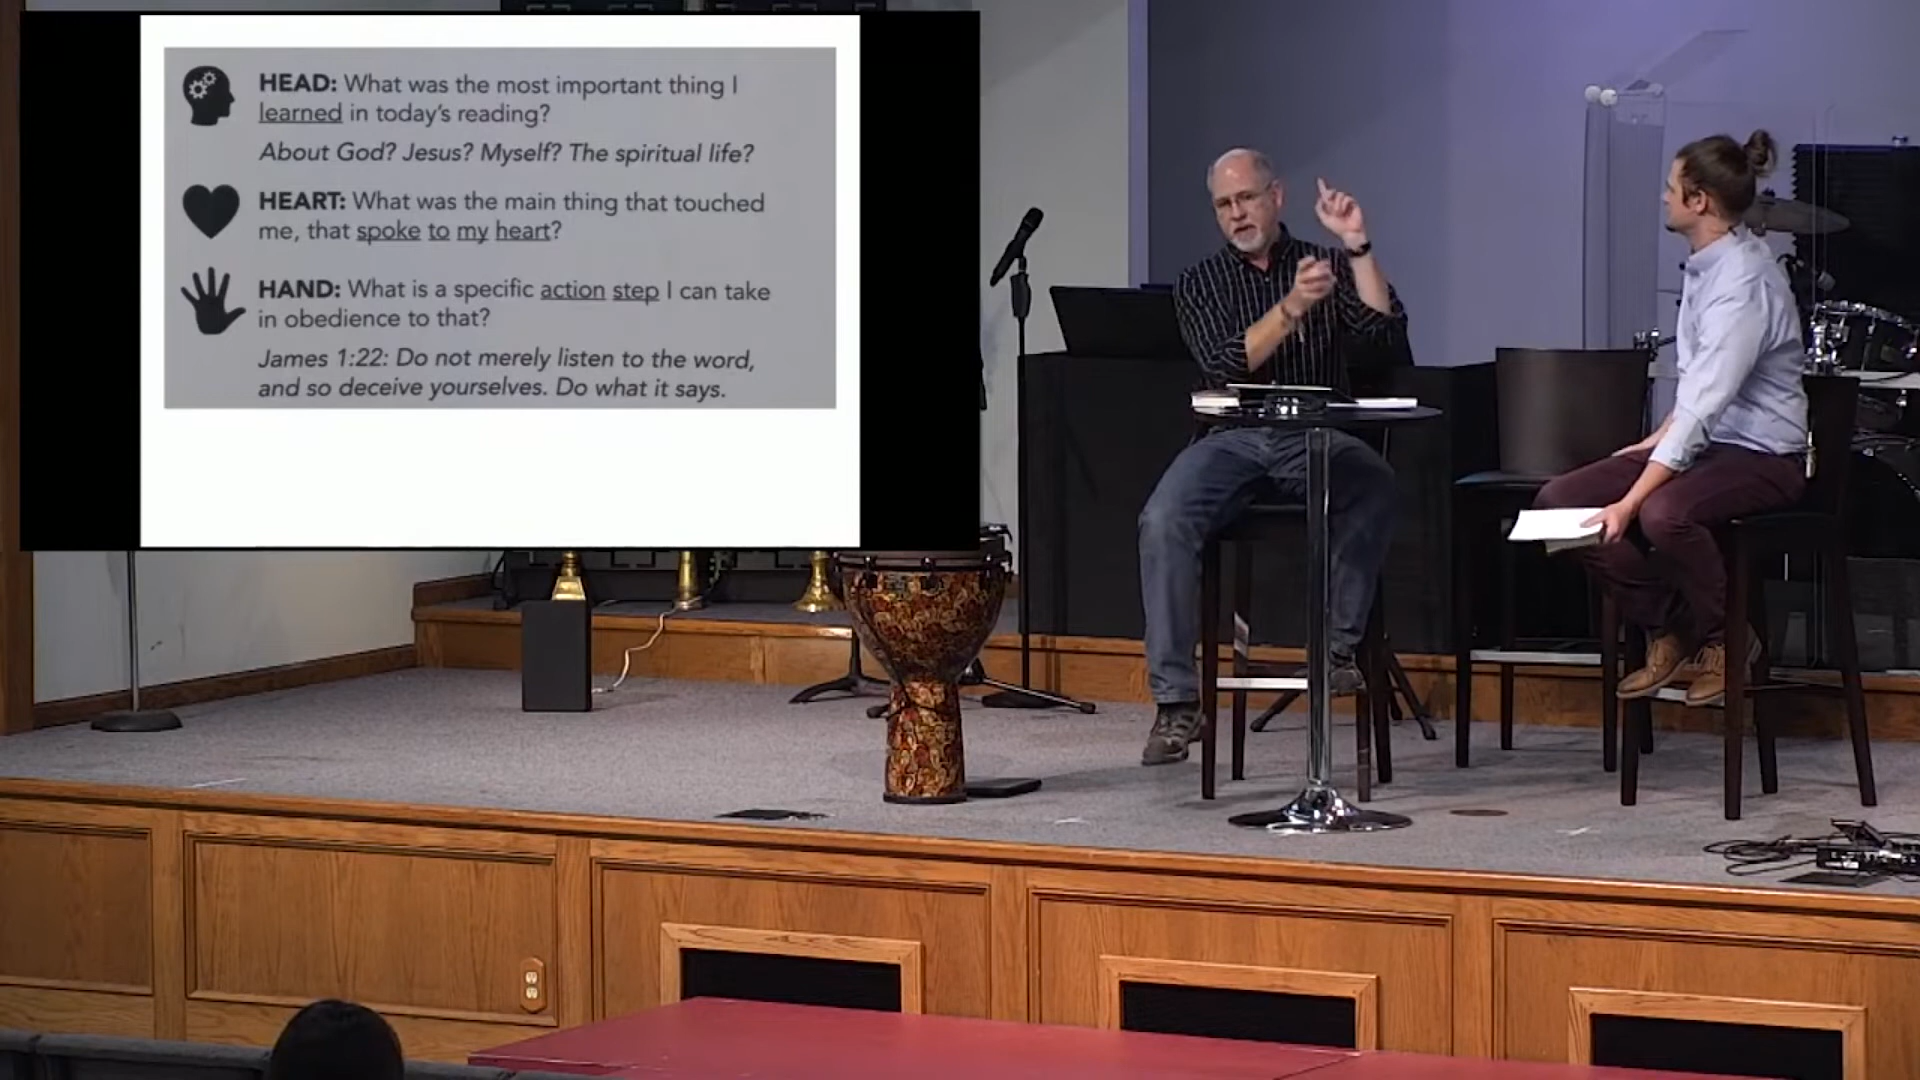 HEAD: What was the most important thing I
learned in today's reading?
About God? Jesus? Myself? The spiritual life?
HEART: What was the main thing that touched
me, that spoke to my heart?
HAND: What is a specific action step I can take
in obedience to that?
James 1:22: Do not merely listen to the word,
and so deceive yourselves. Do what it says.